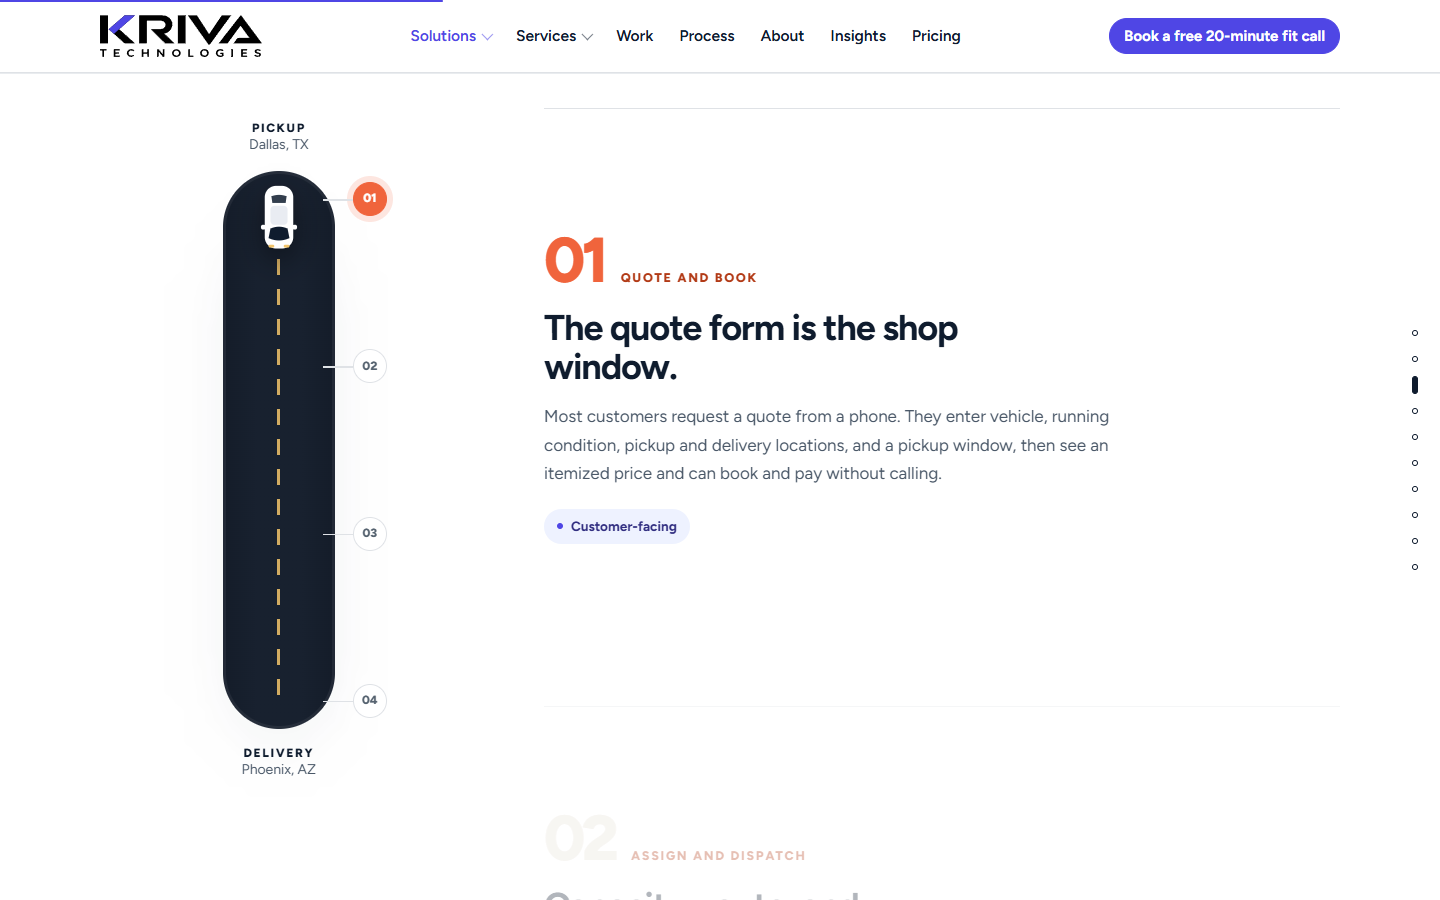 KRIVA
TECHNOLOGIES
Solutions
Services
Work
Process
About
Insights
Pricing
Book a free 20-minute fit call
PICKUP
Dallas, TX
01
02
03
04
DELIVERY
Phoenix, AZ
01 QUOTE AND BOOK
The quote form is the shop
window.
Most customers request a quote from a phone. They enter vehicle, running
condition, pickup and delivery locations, and a pickup window, then see an
itemized price and can book and pay without calling.
Customer-facing
02 ASSIGN AND DISPATCH